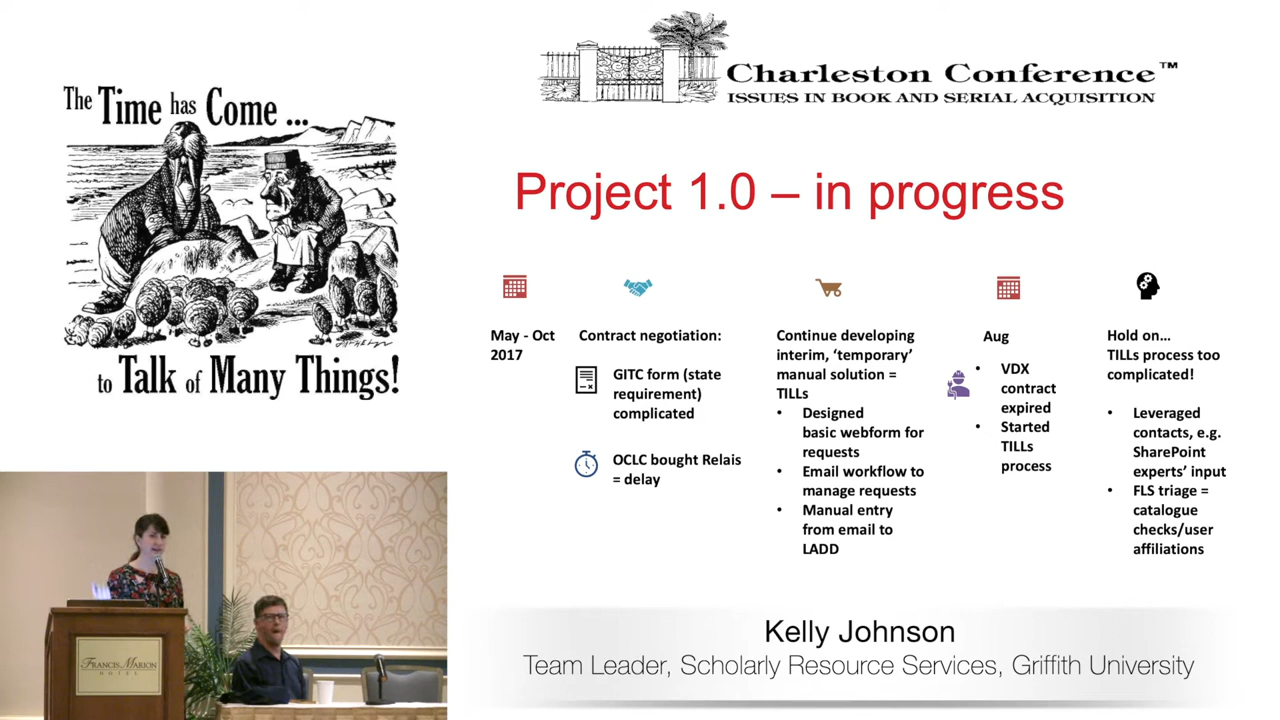 The Time has Come ...
to Talk of Many Things!
Charleston Conference™
ISSUES IN BOOK AND SERIAL ACQUISITION
Project 1.0 – in progress
May - Oct
2017
Contract negotiation:
GITC form (state
requirement)
complicated
OCLC bought Relais
= delay
Continue developing
interim, ‘temporary’
manual solution =
TILLs
• Designed
basic webform for
requests
• Email workflow to
manage requests
• Manual entry
from email to
LADD
Aug
• VDX
contract
expired
• Started
TILLs
process
Hold on…
TILLs process too
complicated!
• Leveraged
contacts, e.g.
SharePoint
experts’ input
• FLS triage =
catalogue
checks/user
affiliations
FRANCIS MARION
HOTEL
Kelly Johnson
Team Leader, Scholarly Resource Services, Griffith University